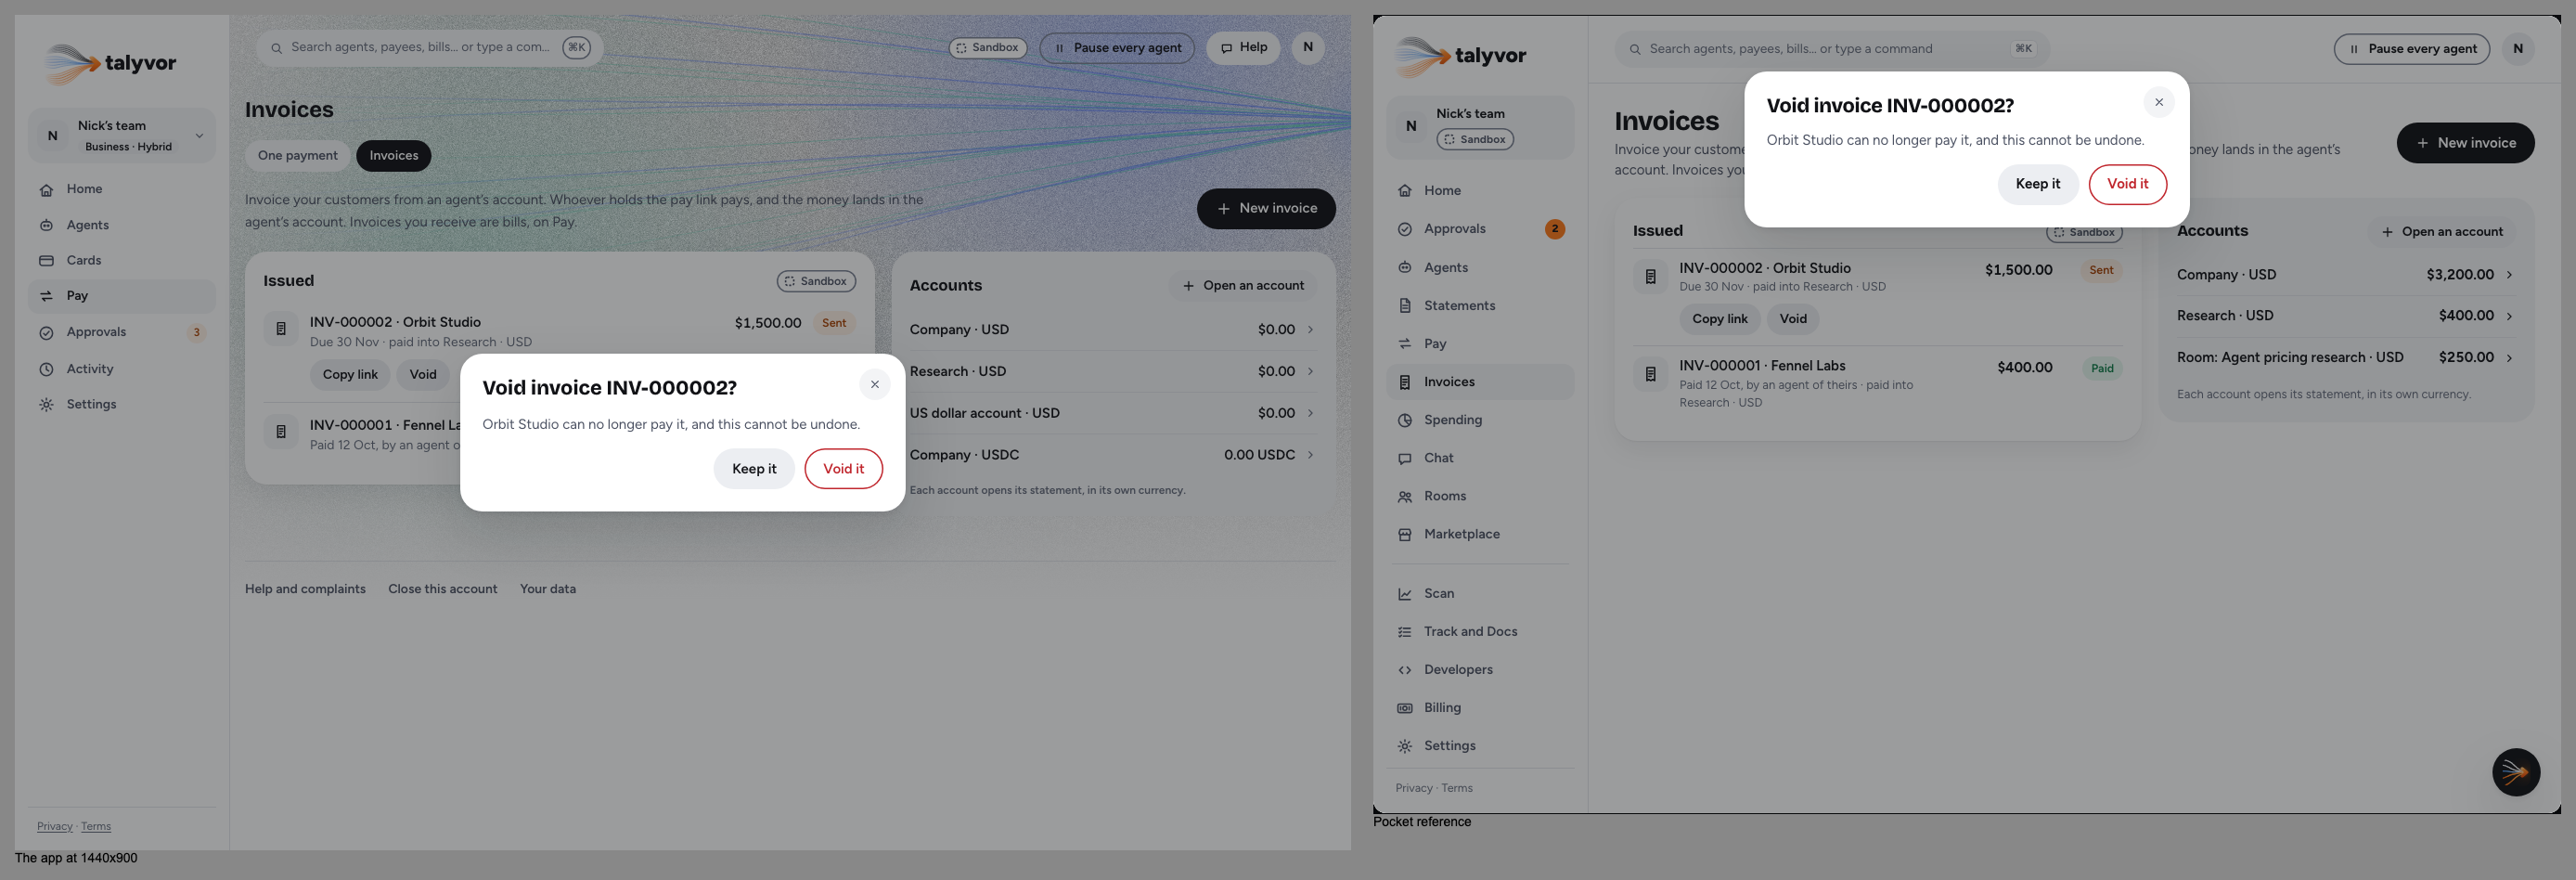 talyvor
Search agents, payees, bills... or type a com...
⌘K
Sandbox
Pause every agent
Help
N
N
Nick's team
Business · Hybrid
Home
Agents
Cards
Pay
Approvals
3
Activity
Settings
Privacy · Terms
Invoices
One payment
Invoices
Invoice your customers from an agent's account. Whoever holds the pay link pays, and the money lands in the
agent's account. Invoices you receive are bills, on Pay.
New invoice
Issued
Sandbox
INV-000002 · Orbit Studio
$1,500.00
Sent
Due 30 Nov · paid into Research · USD
Copy link
Void
INV-000001 · Fennel La
Paid 12 Oct, by an agent o
Accounts
Open an account
Company · USD
$0.00
Research · USD
$0.00
US dollar account · USD
$0.00
Company · USDC
0.00 USDC
Each account opens its statement, in its own currency.
Void invoice INV-000002?
Orbit Studio can no longer pay it, and this cannot be undone.
Keep it
Void it
Help and complaints
Close this account
Your data
The app at 1440x900
talyvor
Search agents, payees, bills... or type a command
⌘K
Pause every agent
N
N
Nick's team
Sandbox
Home
Approvals
2
Agents
Statements
Pay
Invoices
Spending
Chat
Rooms
Marketplace
Scan
Track and Docs
Developers
Billing
Settings
Privacy · Terms
Invoices
Invoice your custome
oney lands in the agent's
account. Invoices you
New invoice
Void invoice INV-000002?
Orbit Studio can no longer pay it, and this cannot be undone.
Keep it
Void it
Issued
Sandbox
INV-000002 · Orbit Studio
$1,500.00
Sent
Due 30 Nov · paid into Research · USD
Copy link
Void
INV-000001 · Fennel Labs
$400.00
Paid
Paid 12 Oct, by an agent of theirs · paid into
Research · USD
Accounts
Open an account
Company · USD
$3,200.00
Research · USD
$400.00
Room: Agent pricing research · USD
$250.00
Each account opens its statement, in its own currency.
Pocket reference